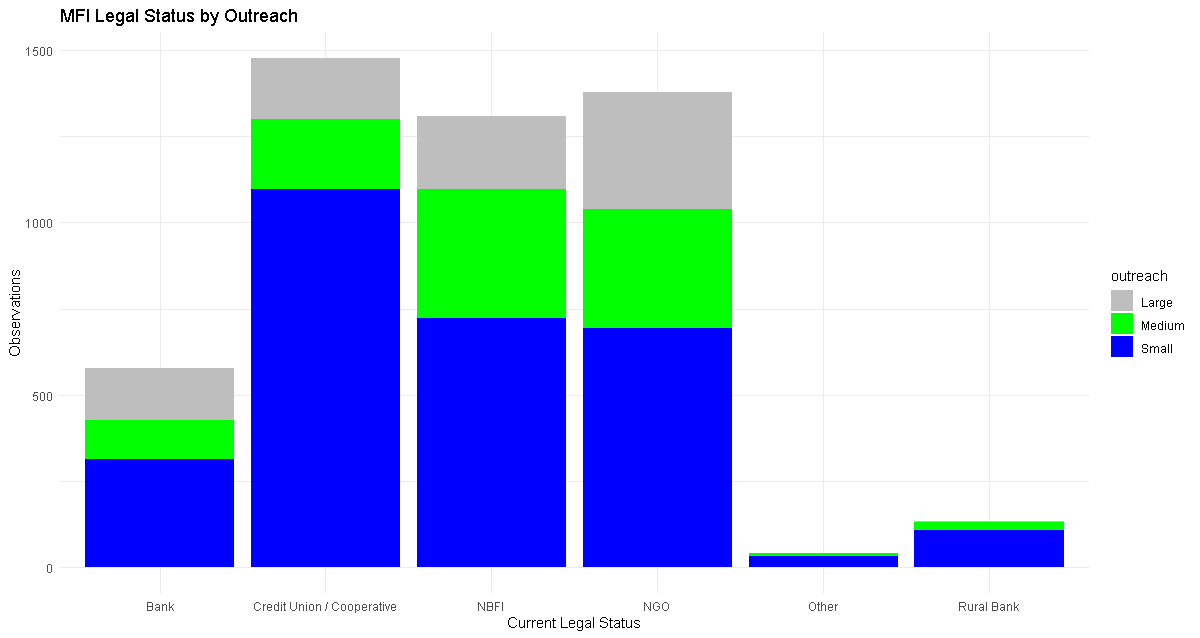 MFI Legal Status by Outreach
1500
1000
500
0
Observations
Bank
Credit Union / Cooperative
NBFI
NGO
Other
Rural Bank
Current Legal Status
outreach
Large
Medium
Small